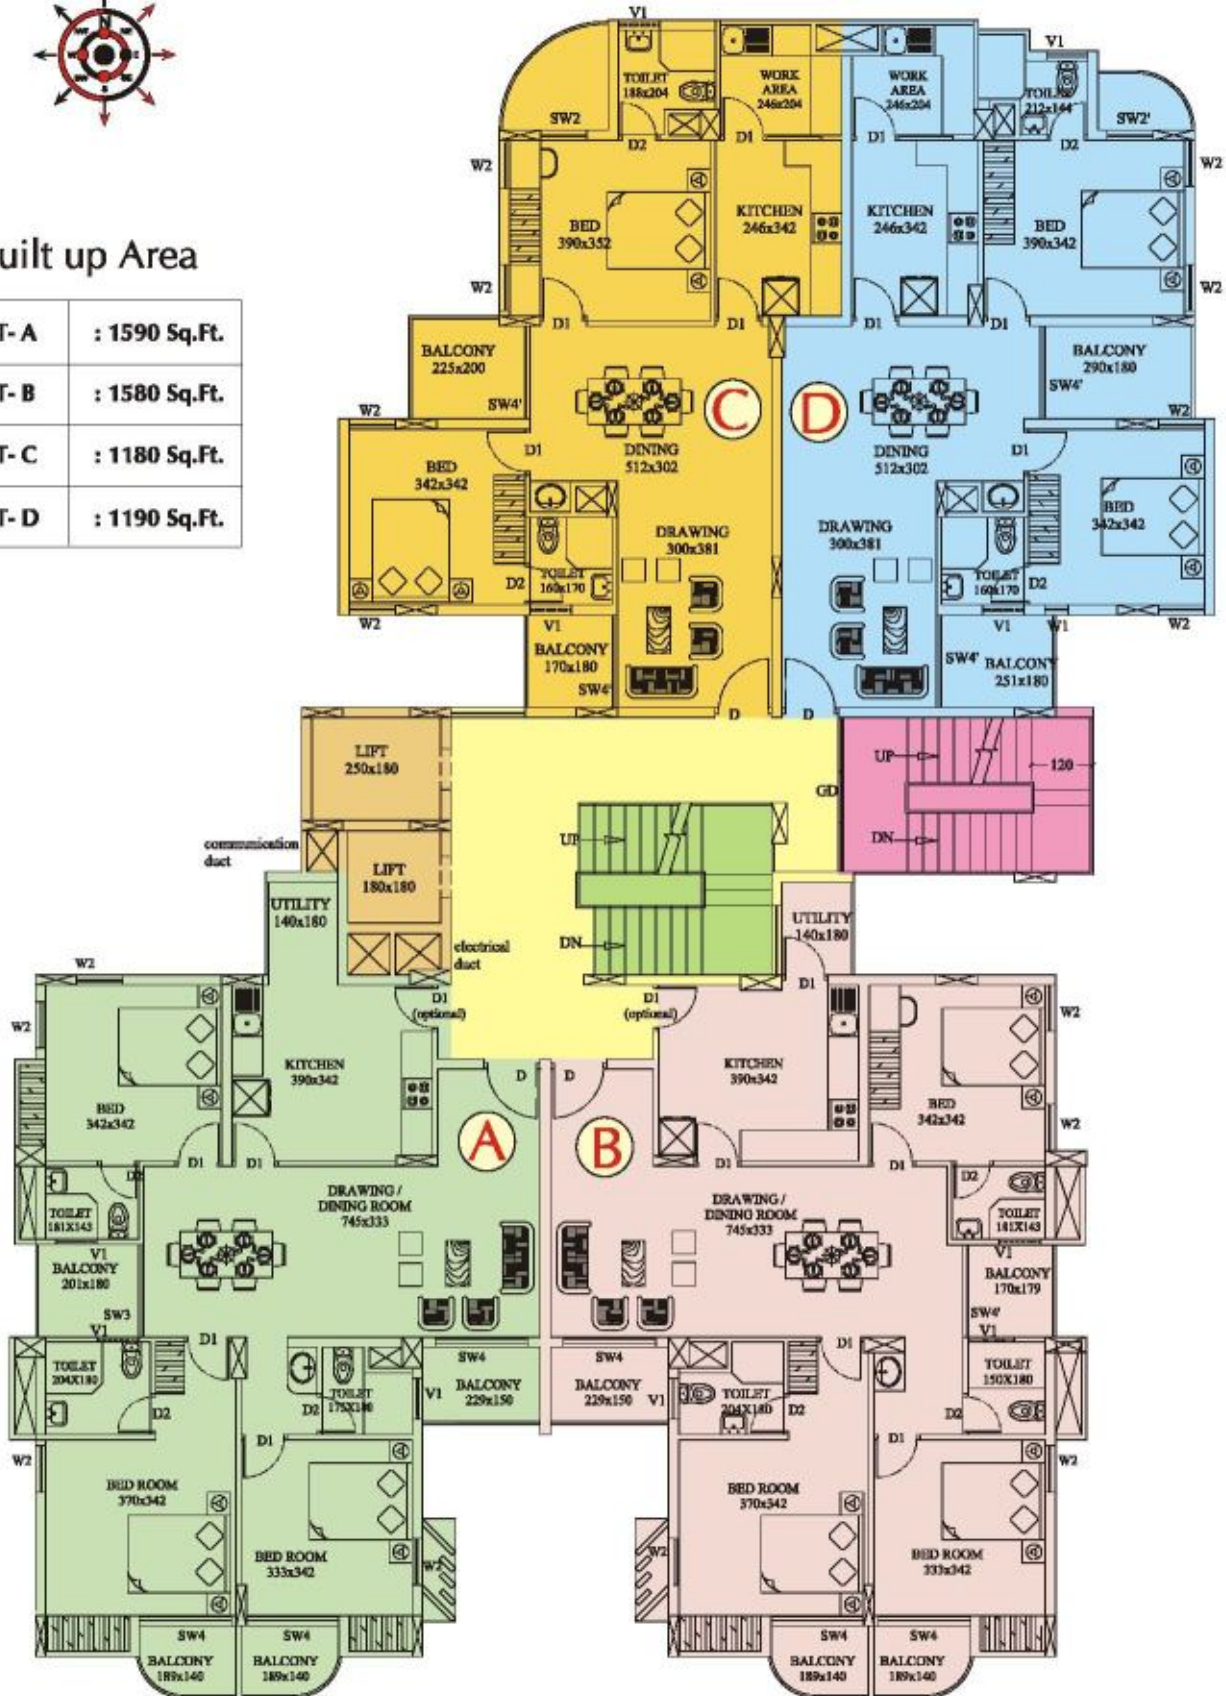 N
uilt up Area
T- A : 1590 Sq.Ft.
T- B : 1580 Sq.Ft.
T- C : 1180 Sq.Ft.
T- D : 1190 Sq.Ft.
V1
TOILET
188x204
SW2
D2
W2
BED
390x352
W2
D1
WORK
AREA
246x204
D1
KITCHEN
246x342
D1
WORK
AREA
246x204
D1
KITCHEN
246x342
D1
V1
TOILET
212x144
SW2'
D2
W2
BED
390x342
W2
D1
BALCONY
225x200
SW4'
W2
BED
342x342
D1
C
DINING
512x302
DRAWING
300x381
D2
TOILET
160x170
W2
V1
BALCONY
170x180
SW4'
D
D
DINING
512x302
DRAWING
300x381
BALCONY
290x180
SW4'
W2
D1
BED
342x342
TOILET
160x170
D2
V1
W1
W2
SW4'
BALCONY
251x180
D
LIFT
250x180
LIFT
180x180
communication
duct
electrical
duct
UP
DN
GD
UP
DN
120
UTILITY
140x180
W2
W2
BED
342x342
D1
KITCHEN
390x342
D1
D1
(optional)
D
A
D2
TOILET
181X143
V1
BALCONY
201x180
SW3
V1
DRAWING /
DINING ROOM
745x333
D1
TOILET
204X180
D2
W2
BED ROOM
370x342
D2
TOILET
175X180
D1
V1
SW4
BALCONY
229x150
BED ROOM
333x342
W2
SW4
BALCONY
189x140
SW4
BALCONY
189x140
UTILITY
140x180
D1
D1
(optional)
D
B
KITCHEN
390x342
D1
W2
BED
342x342
W2
D1
D2
TOILET
181X143
V1
BALCONY
170x179
SW4'
V1
DRAWING /
DINING ROOM
745x333
D1
SW4
BALCONY
229x150
V1
TOILET
204X180
D2
TOILET
150X180
D2
D1
W2
BED ROOM
370x342
W2
BED ROOM
333x342
SW4
BALCONY
189x140
SW4
BALCONY
189x140